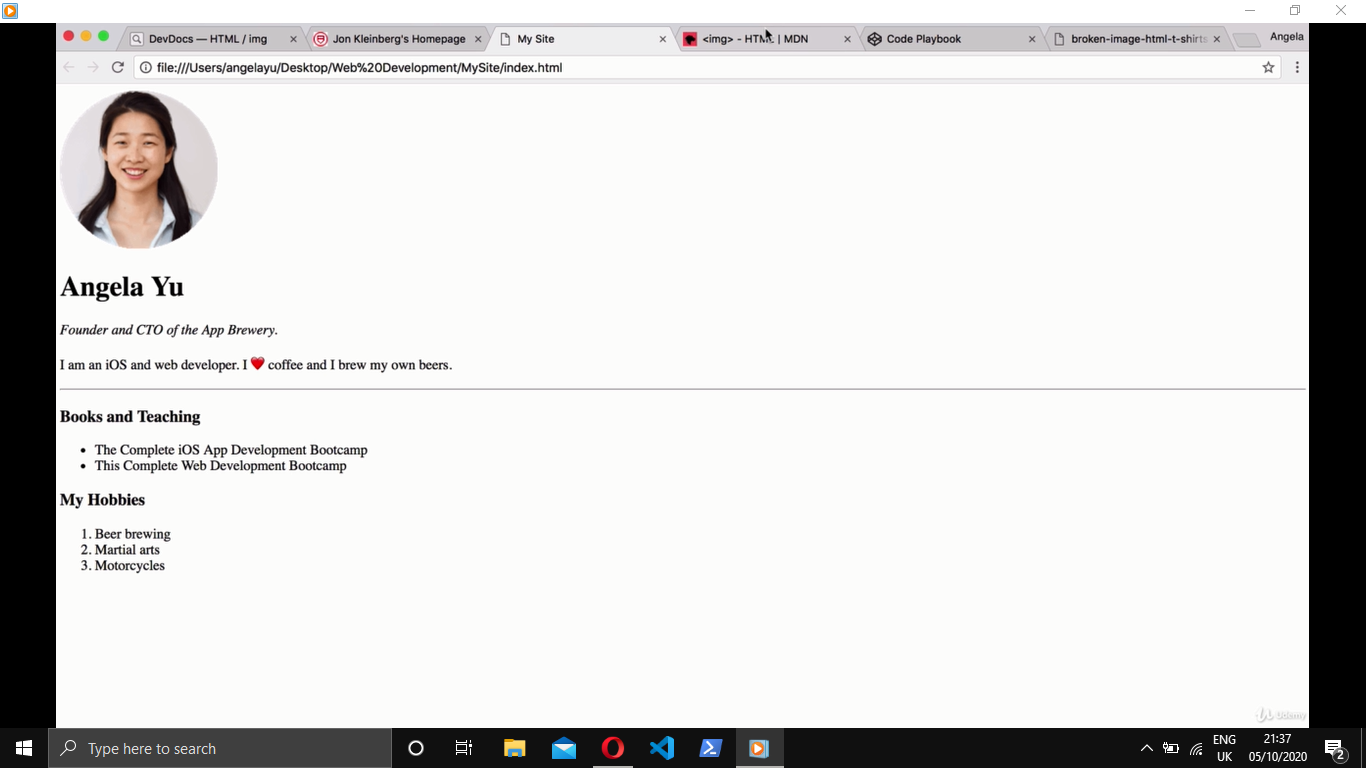 DevDocs — HTML / img
Jon Kleinberg's Homepage
My Site
<img> - HTML | MDN
Code Playbook
broken-image-html-t-shirts
Angela
file:///Users/angelayu/Desktop/Web%20Development/MySite/index.html
Angela Yu
Founder and CTO of the App Brewery.
I am an iOS and web developer. I ❤️ coffee and I brew my own beers.
Books and Teaching
• The Complete iOS App Development Bootcamp
• This Complete Web Development Bootcamp
My Hobbies
1. Beer brewing
2. Martial arts
3. Motorcycles
Udemy
Type here to search
ENG
UK
21:37
05/10/2020
2